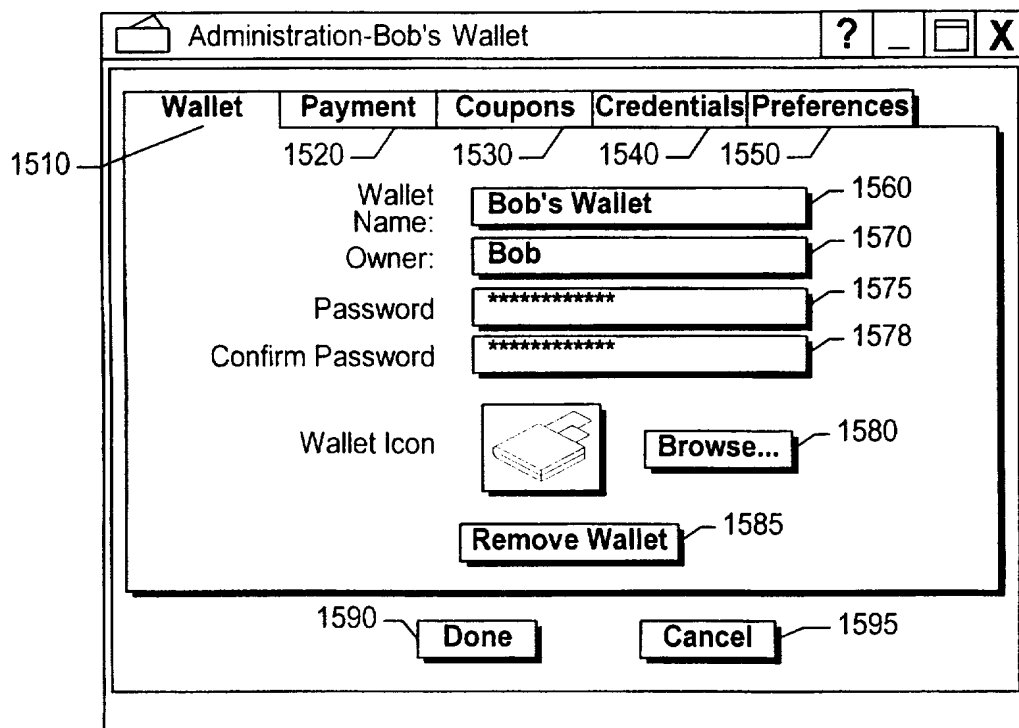 Administration-Bob's Wallet ? _ X
Wallet Payment Coupons Credentials Preferences
1510 1520 1530 1540 1550
Wallet Name: Bob's Wallet 1560
Owner: Bob 1570
Password ************ 1575
Confirm Password ************ 1578
Wallet Icon Browse... 1580
Remove Wallet 1585
1590 Done Cancel 1595